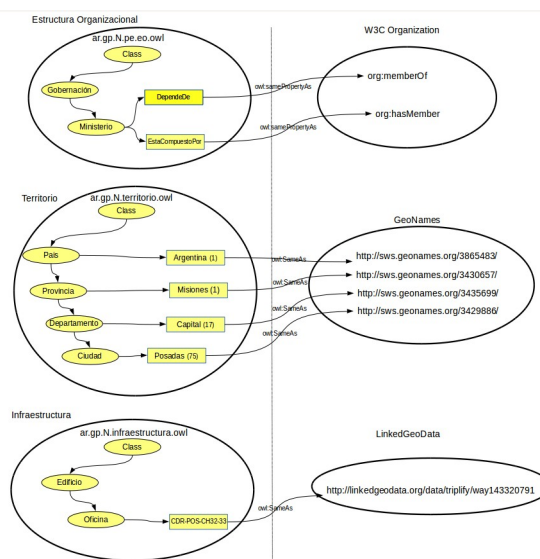 Estructura Organizacional
W3C Organization
ar.gp.N.pe.eo.owl
Class
Gobernación
DependeDe
owl:samePropertyAs
org:memberOf
Ministerio
EstaCompuestoPor
owl:samePropertyAs
org:hasMember
Territorio
ar.gp.N.territorio.owl
GeoNames
Class
Pais
Argentina (1)
owl:SameAs
http://sws.geonames.org/3865483/
Provincia
Misiones (1)
owl:SameAs
http://sws.geonames.org/3430657/
Departamento
Capital (17)
owl:SameAs
http://sws.geonames.org/3435699/
Ciudad
Posadas (75)
owl:SameAs
http://sws.geonames.org/3429886/
Infraestructura
ar.gp.N.infraestructura.owl
LinkedGeoData
Class
Edificio
Oficina
CDR-POS-CH32-33
owl:SameAs
http://linkedgeodata.org/data/triplify/way143320791